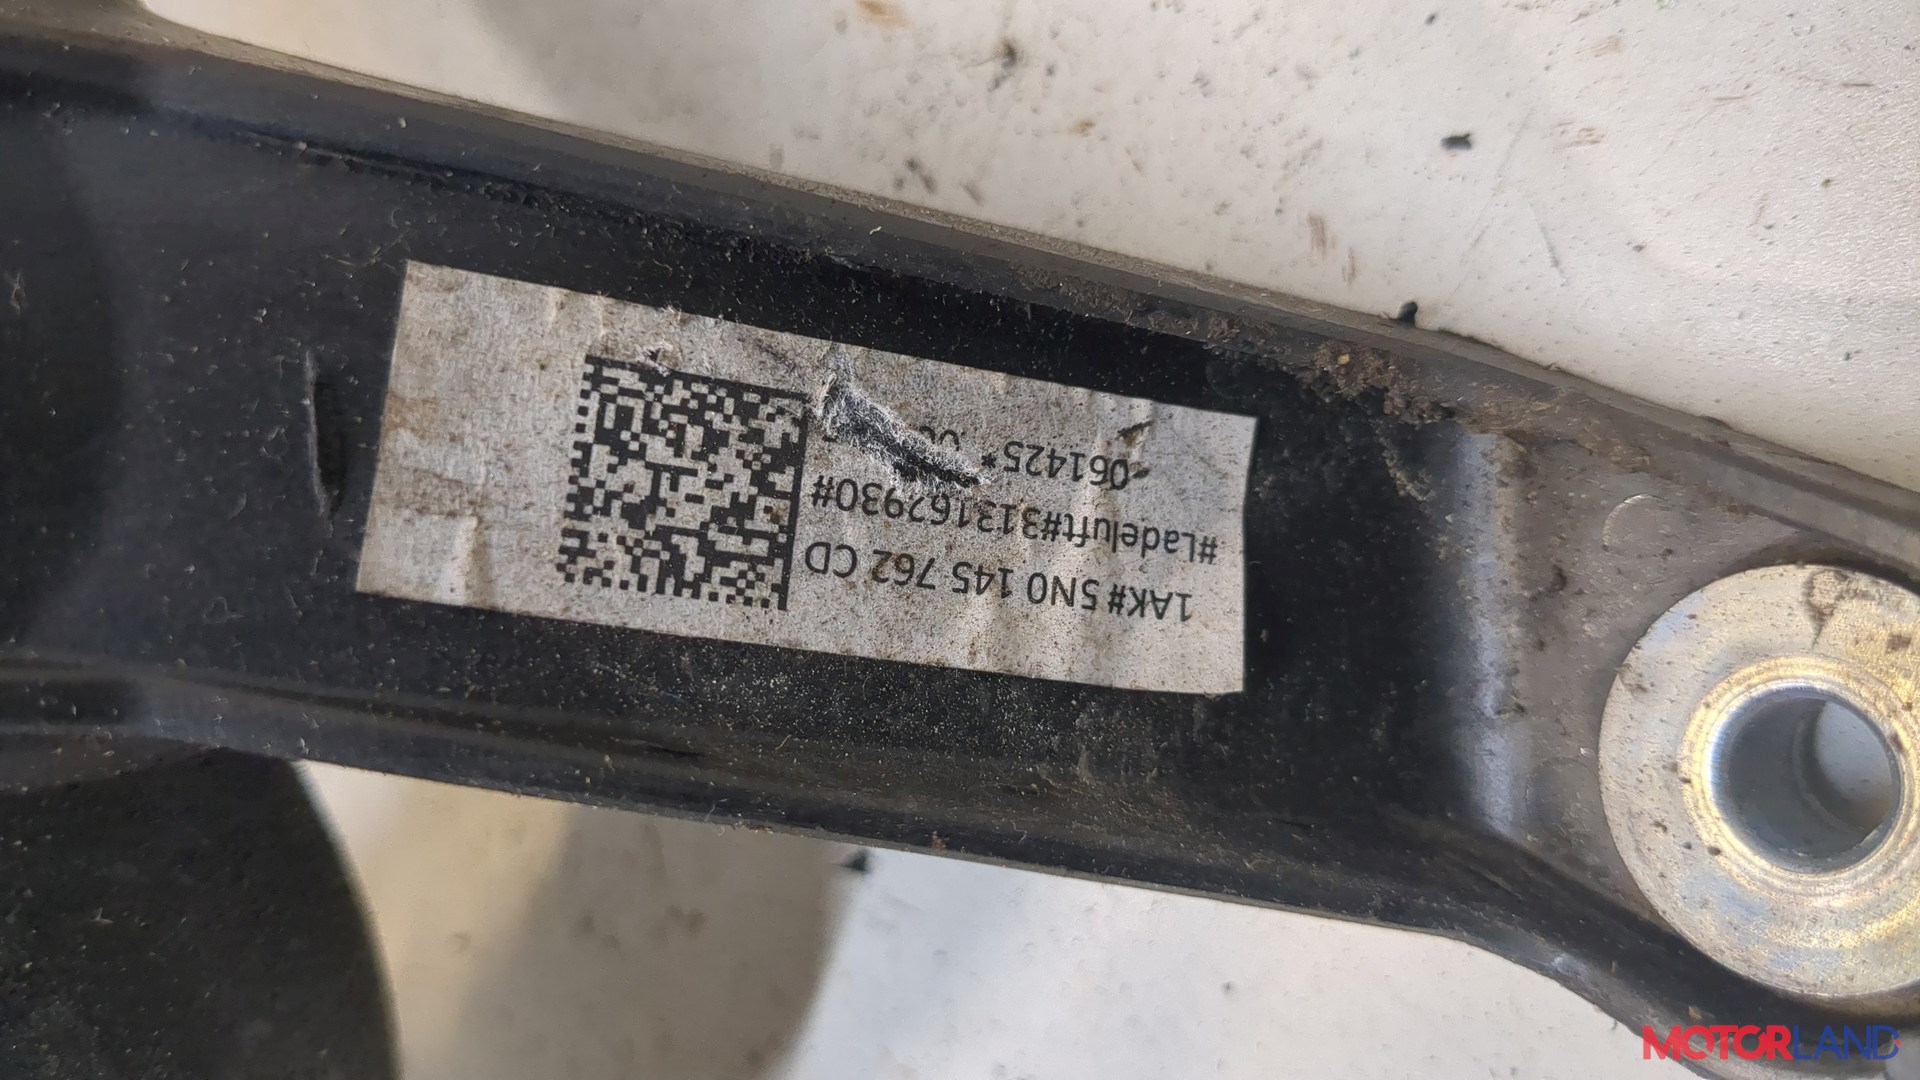 1AK# 5N0 145 762 CD
#Ladeluft#313162930#
061425*
MOTORLAND